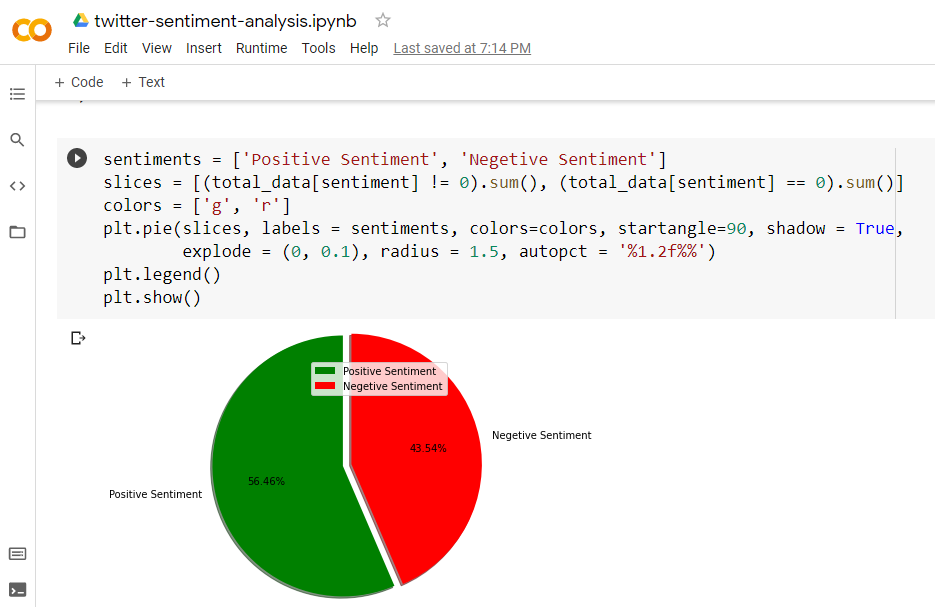 twitter-sentiment-analysis.ipynb
File Edit View Insert Runtime Tools Help Last saved at 7:14 PM
+ Code + Text
sentiments = ['Positive Sentiment', 'Negetive Sentiment']
slices = [(total_data[sentiment] != 0).sum(), (total_data[sentiment] == 0).sum()]
colors = ['g', 'r']
plt.pie(slices, labels = sentiments, colors=colors, startangle=90, shadow = True,
explode = (0, 0.1), radius = 1.5, autopct = '%1.2f%%')
plt.legend()
plt.show()
Positive Sentiment
Negetive Sentiment
Negetive Sentiment
43.54%
56.46%
Positive Sentiment